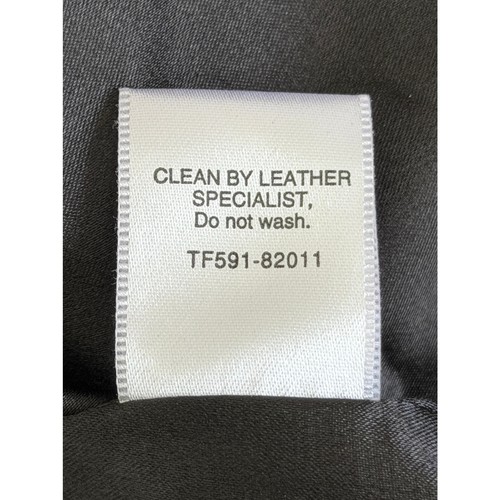 CLEAN BY LEATHER
SPECIALIST,
Do not wash.
TF591-82011